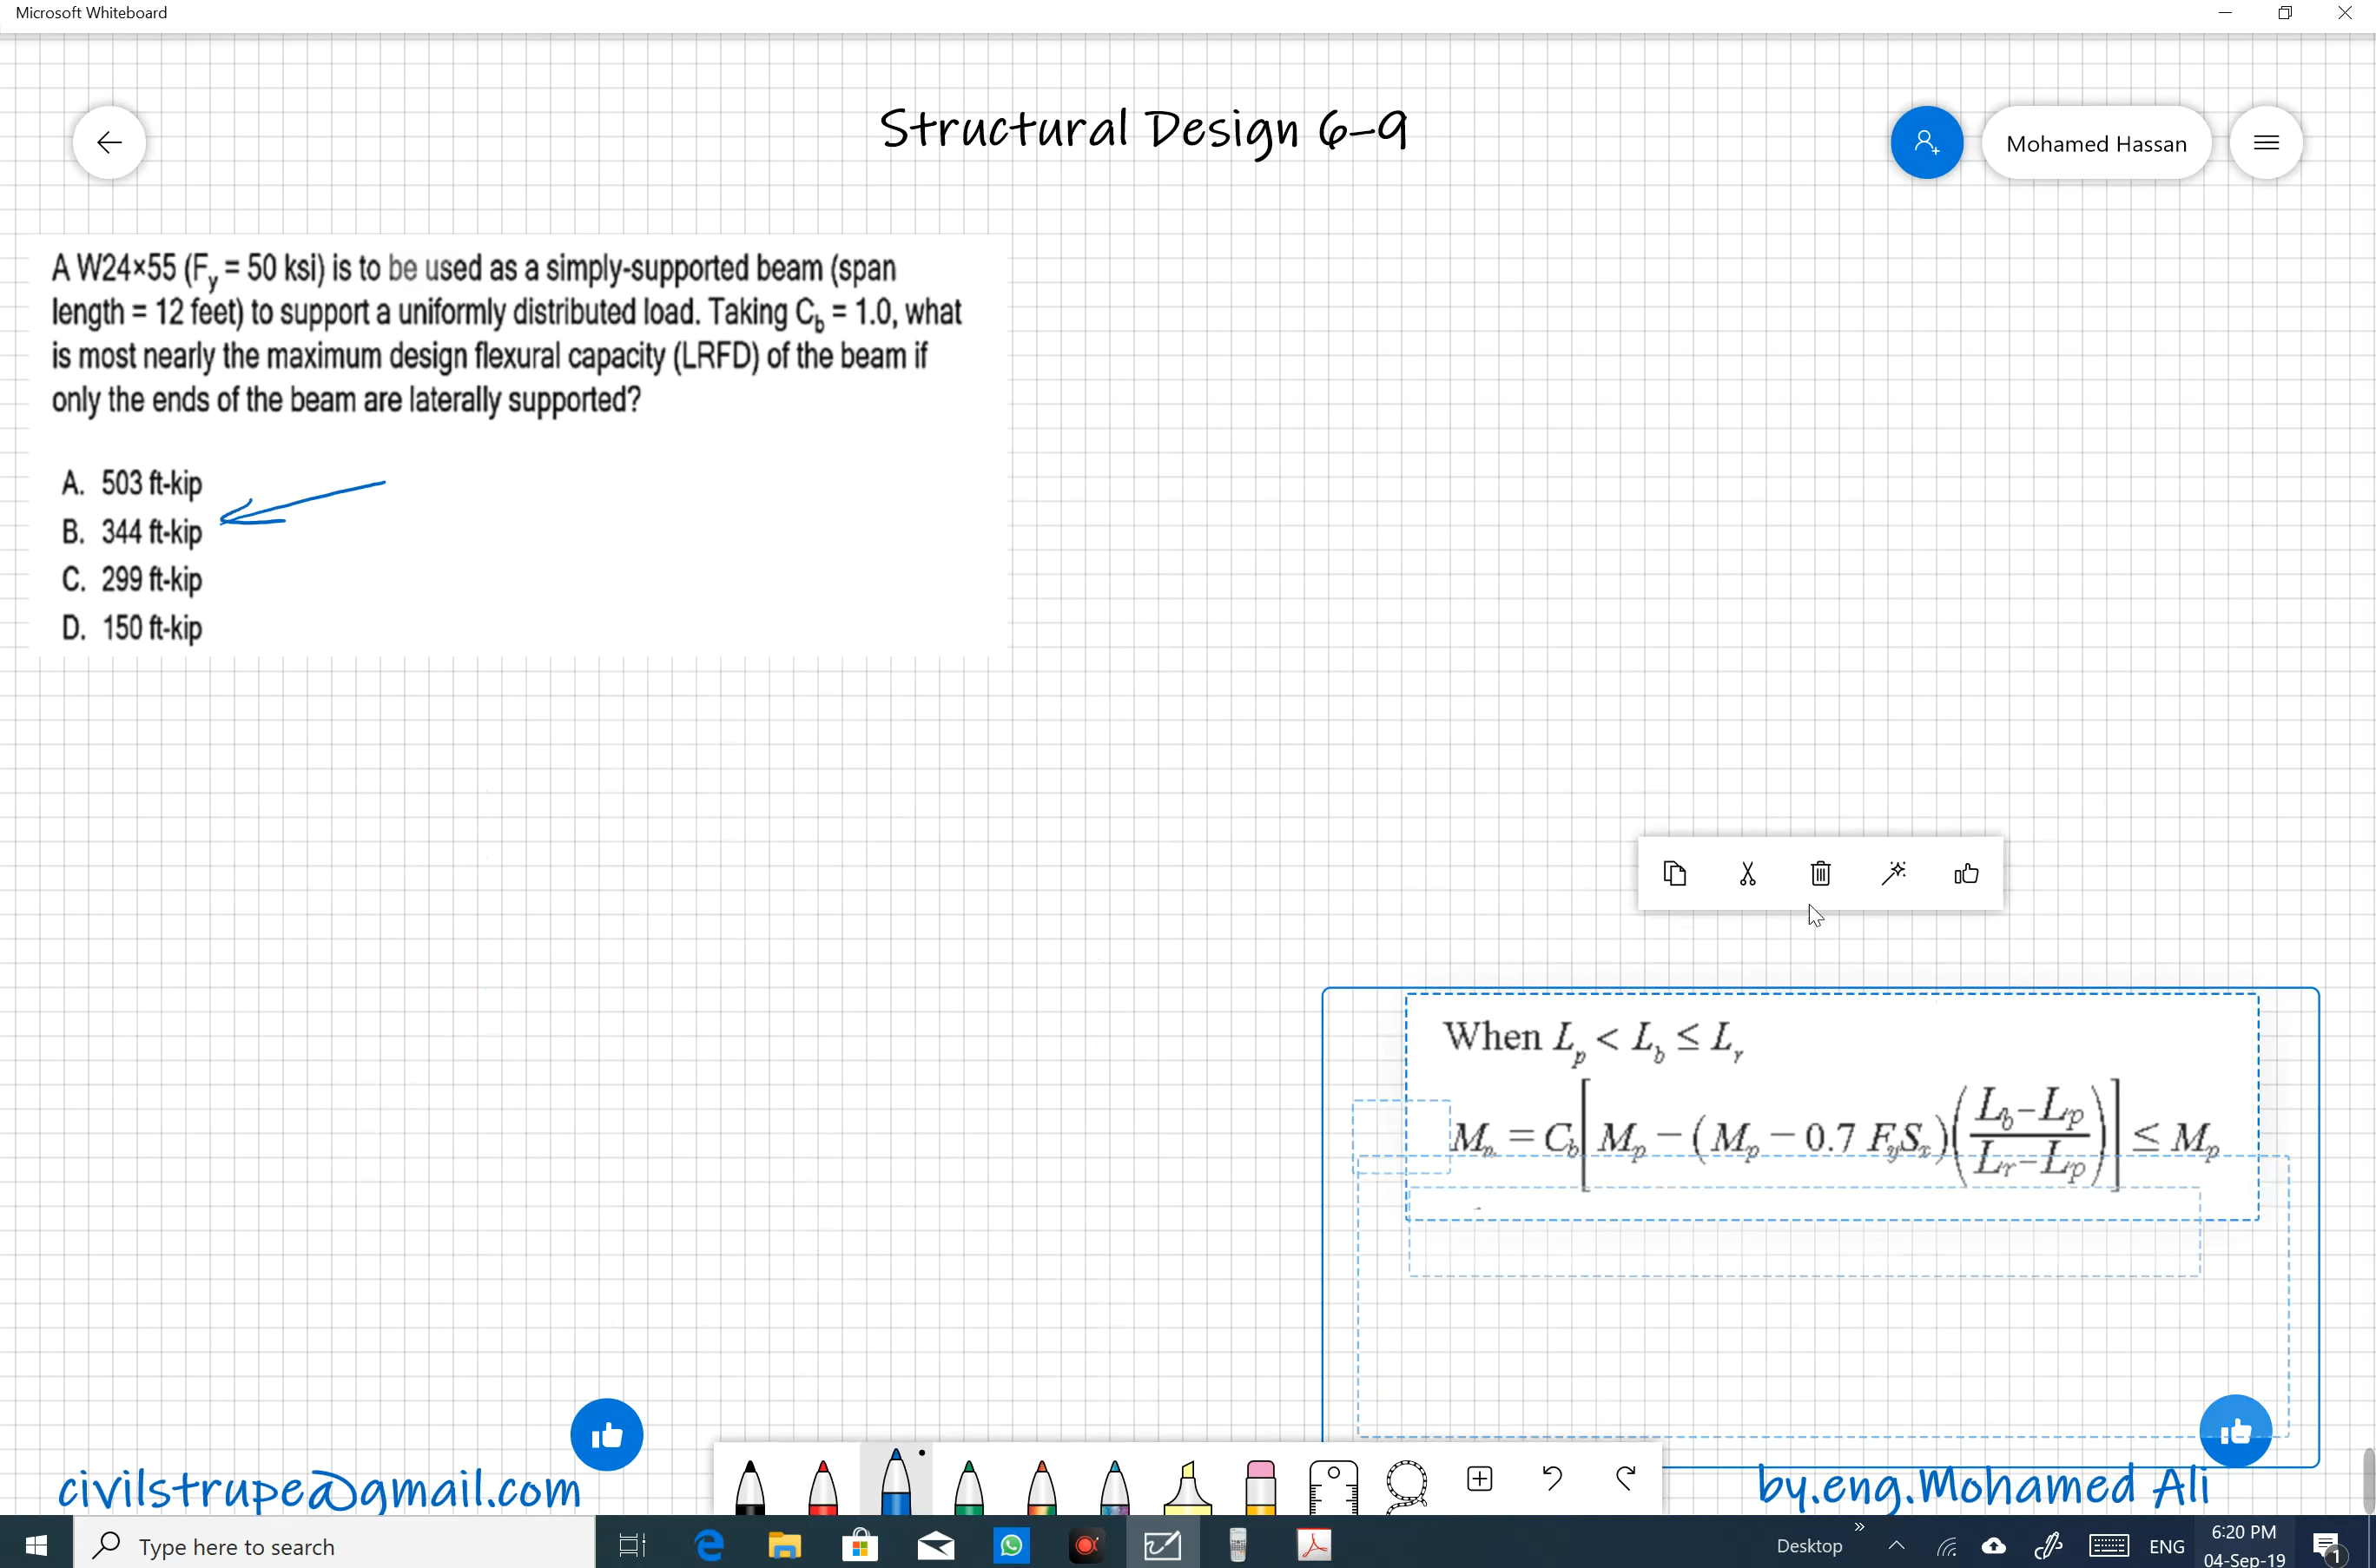 Microsoft Whiteboard
Structural Design 6-9
Mohamed Hassan
A W24×55 (Fy = 50 ksi) is to be used as a simply-supported beam (span
length = 12 feet) to support a uniformly distributed load. Taking Cb = 1.0, what
is most nearly the maximum design flexural capacity (LRFD) of the beam if
only the ends of the beam are laterally supported?
A. 503 ft-kip
B. 344 ft-kip
C. 299 ft-kip
D. 150 ft-kip
When Lp < Lb ≤ Lr
Mn = Cb[Mp − (Mp − 0.7 FySx)((Lb−Lp)/(Lr−Lp))] ≤ Mp
civilstrupe@gmail.com
by.eng.Mohamed Ali
Type here to search
Desktop
ENG
6:20 PM
04-Sep-19
1